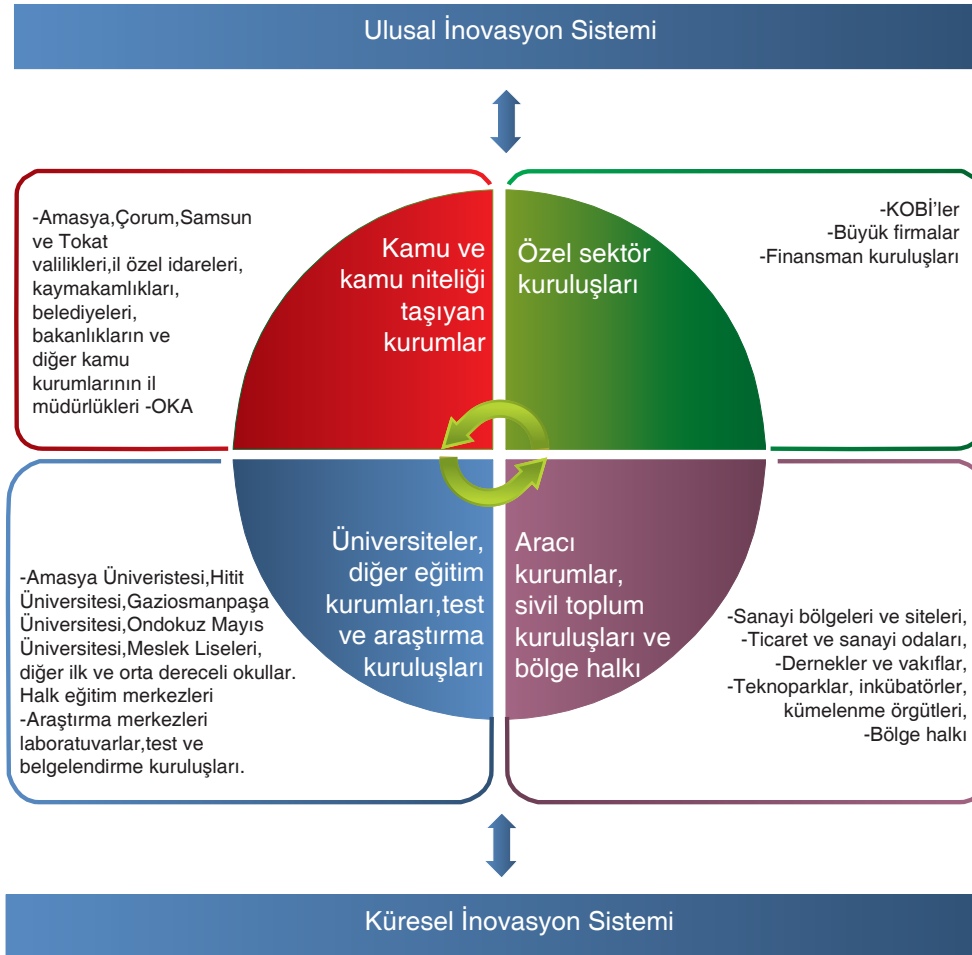 Ulusal İnovasyon Sistemi
-Amasya,Çorum,Samsun
ve Tokat
valilikleri,il özel idareleri,
kaymakamlıkları,
belediyeleri,
bakanlıkların ve
diğer kamu
kurumlarının il
müdürlükleri -OKA
Kamu ve
kamu niteliği
taşıyan
kurumlar
Özel sektör
kuruluşları
-KOBİ’ler
-Büyük firmalar
-Finansman kuruluşları
-Amasya Üniveristesi,Hitit
Üniversitesi,Gaziosmanpaşa
Üniversitesi,Ondokuz Mayıs
Üniversitesi,Meslek Liseleri,
diğer ilk ve orta dereceli okullar.
Halk eğitim merkezleri
-Araştırma merkezleri
laboratuvarlar,test ve
belgelendirme kuruluşları.
Üniversiteler,
diğer eğitim
kurumları,test
ve araştırma
kuruluşları
Aracı
kurumlar,
sivil toplum
kuruluşları ve
bölge halkı
-Sanayi bölgeleri ve siteleri,
-Ticaret ve sanayi odaları,
-Dernekler ve vakıflar,
-Teknoparklar, inkübatörler,
kümelenme örgütleri,
-Bölge halkı
Küresel İnovasyon Sistemi